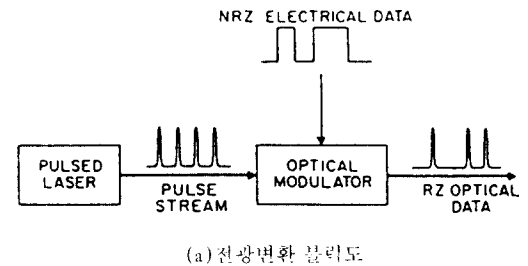 NRZ ELECTRICAL DATA
PULSED
LASER
PULSE
STREAM
OPTICAL
MODULATOR
RZ OPTICAL
DATA
(a)전광변환 블럭도